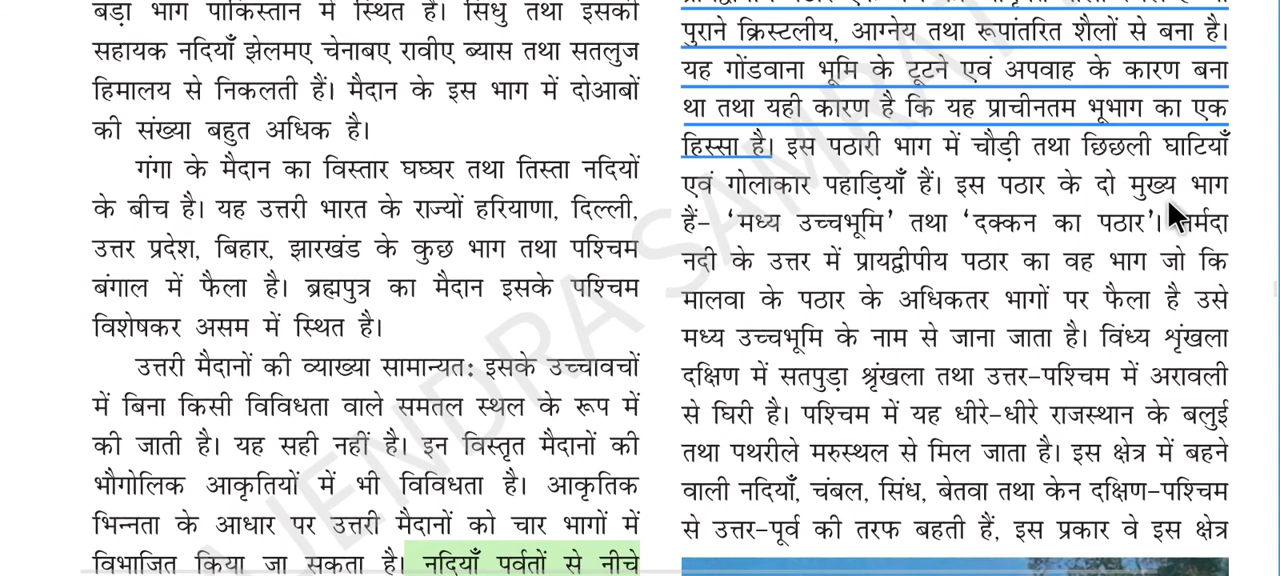 बड़ा भाग पाकिस्तान में स्थित है। सिंधु तथा इसकी
सहायक नदियाँ झेलमए चेनाबए रावीए ब्यास तथा सतलुज
हिमालय से निकलती हैं। मैदान के इस भाग में दोआबों
की संख्या बहुत अधिक है।
गंगा के मैदान का विस्तार घघ्घर तथा तिस्ता नदियों
के बीच है। यह उत्तरी भारत के राज्यों हरियाणा, दिल्ली,
उत्तर प्रदेश, बिहार, झारखंड के कुछ भाग तथा पश्चिम
बंगाल में फैला है। ब्रह्मपुत्र का मैदान इसके पश्चिम
विशेषकर असम में स्थित है।
उत्तरी मैदानों की व्याख्या सामान्यत: इसके उच्चावचों
में बिना किसी विविधता वाले समतल स्थल के रूप में
की जाती है। यह सही नहीं है। इन विस्तृत मैदानों की
भौगोलिक आकृतियों में भी विविधता है। आकृतिक
भिन्नता के आधार पर उत्तरी मैदानों को चार भागों में
विभाजित किया जा सकता है। नदियाँ पर्वतों से नीचे
पुराने क्रिस्टलीय, आग्नेय तथा रूपांतरित शैलों से बना है।
यह गोंडवाना भूमि के टूटने एवं अपवाह के कारण बना
था तथा यही कारण है कि यह प्राचीनतम भूभाग का एक
हिस्सा है। इस पठारी भाग में चौड़ी तथा छिछली घाटियाँ
एवं गोलाकार पहाड़ियाँ हैं। इस पठार के दो मुख्य भाग
हैं– ‘मध्य उच्चभूमि’ तथा ‘दक्कन का पठार’। नर्मदा
नदी के उत्तर में प्रायद्वीपीय पठार का वह भाग जो कि
मालवा के पठार के अधिकतर भागों पर फैला है उसे
मध्य उच्चभूमि के नाम से जाना जाता है। विंध्य शृंखला
दक्षिण में सतपुड़ा श्रृंखला तथा उत्तर–पश्चिम में अरावली
से घिरी है। पश्चिम में यह धीरे–धीरे राजस्थान के बलुई
तथा पथरीले मरुस्थल से मिल जाता है। इस क्षेत्र में बहने
वाली नदियाँ, चंबल, सिंध, बेतवा तथा केन दक्षिण–पश्चिम
से उत्तर–पूर्व की तरफ बहती हैं, इस प्रकार वे इस क्षेत्र